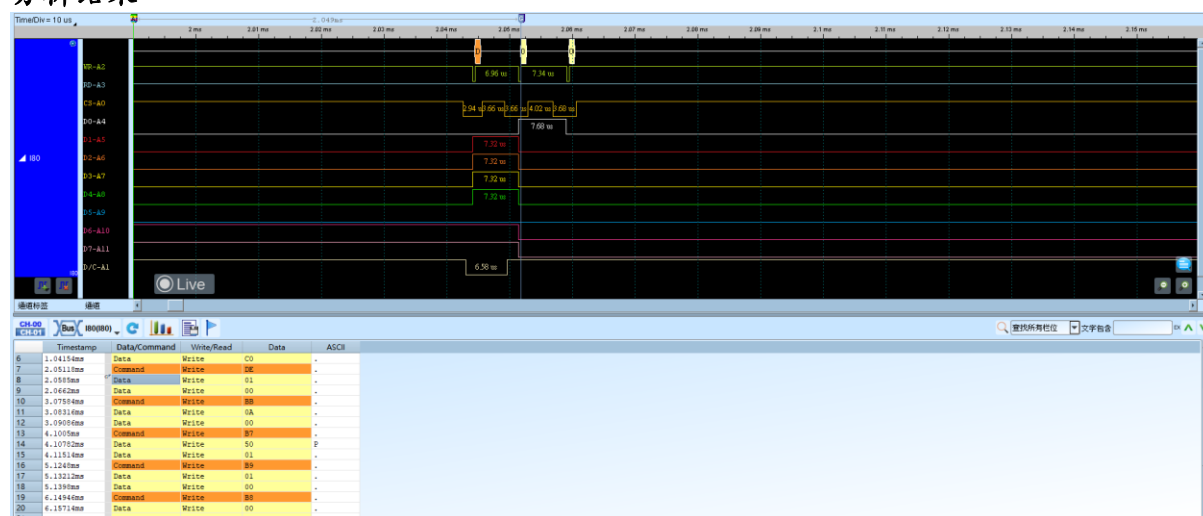 分析结果
Time/Div = 10 us
2.049ms
2 ms 2.01 ms 2.02 ms 2.03 ms 2.04 ms 2.05 ms 2.06 ms 2.07 ms 2.08 ms 2.09 ms 2.1 ms 2.11 ms 2.12 ms 2.13 ms 2.14 ms 2.15 ms
D 0 0
WR-A2 6.96 us 7.34 us
RD-A3
CS-A0 2.94 3.66 us 3.66 us 4.02 us 3.68 us
D0-A4 7.68 us
D1-A5 7.32 us
I80 D2-A6 7.32 us
D3-A7 7.32 us
D4-A8 7.32 us
D5-A9
D6-A10
D7-A11
I80 D/C-A1 6.58 us
Live
通道标签 通道
CH-00 CH-01 Bus I80(I80) 查找所有栏位 文字包含
Timestamp Data/Command Write/Read Data ASCII
6 1.04154ms Data Write C0 .
7 2.05118ms Command Write DE .
8 2.0585ms Data Write 01 .
9 2.0662ms Data Write 00 .
10 3.07584ms Command Write BB .
11 3.08316ms Data Write 0A .
12 3.09086ms Data Write 00 .
13 4.1005ms Command Write B7 .
14 4.10782ms Data Write 50 P
15 4.11514ms Data Write 01 .
16 5.1248ms Command Write B9 .
17 5.13212ms Data Write 01 .
18 5.1398ms Data Write 00 .
19 6.14946ms Command Write B8 .
20 6.15714ms Data Write 00 .